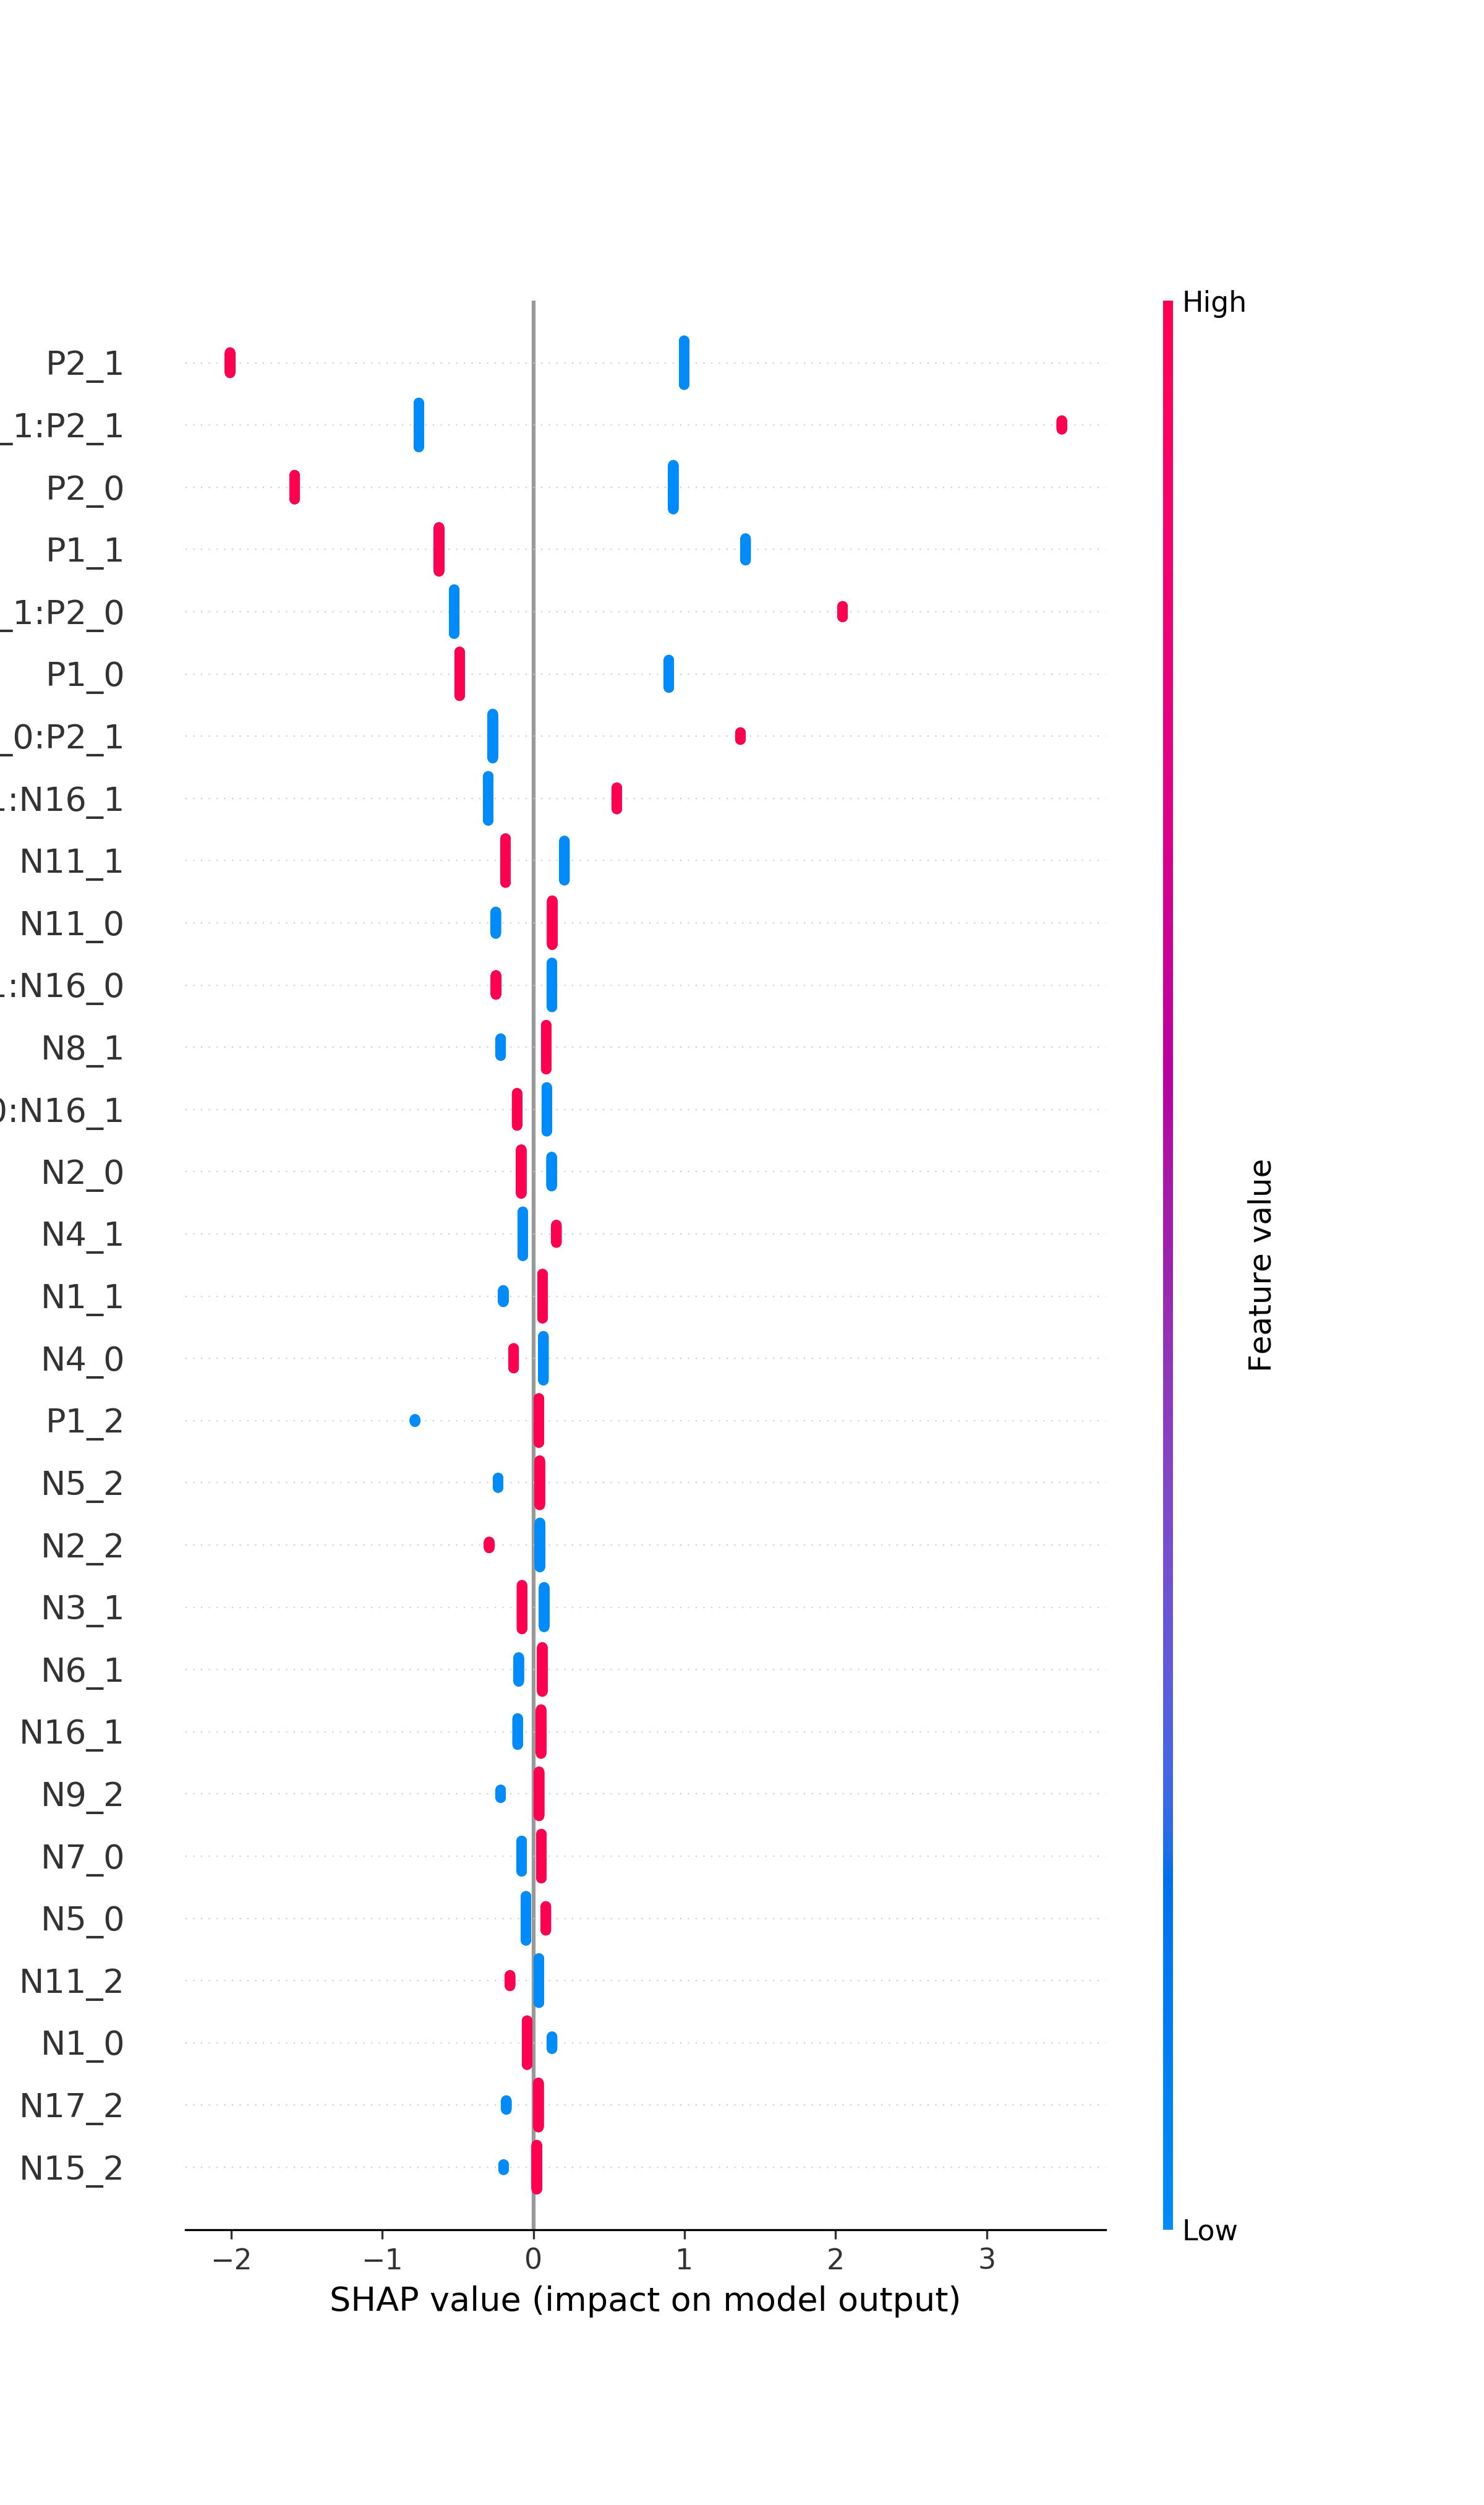 High
P2_1
_1:P2_1
P2_0
P1_1
_1:P2_0
P1_0
_0:P2_1
:N16_1
N11_1
N11_0
:N16_0
N8_1
0:N16_1
N2_0
N4_1
N1_1
N4_0
P1_2
N5_2
N2_2
N3_1
N6_1
N16_1
N9_2
N7_0
N5_0
N11_2
N1_0
N17_2
N15_2
Feature value
Low
−2 −1 0 1 2 3
SHAP value (impact on model output)